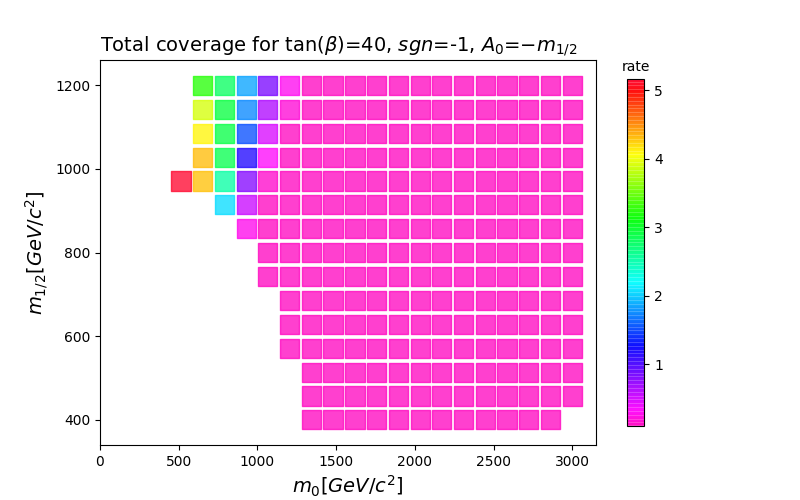 Total coverage for tan(β)=40, sgn=-1, A₀=−m₁/₂
rate
5
4
3
2
1
1200
1000
800
600
400
m₁/₂[GeV/c²]
0 500 1000 1500 2000 2500 3000
m₀[GeV/c²]